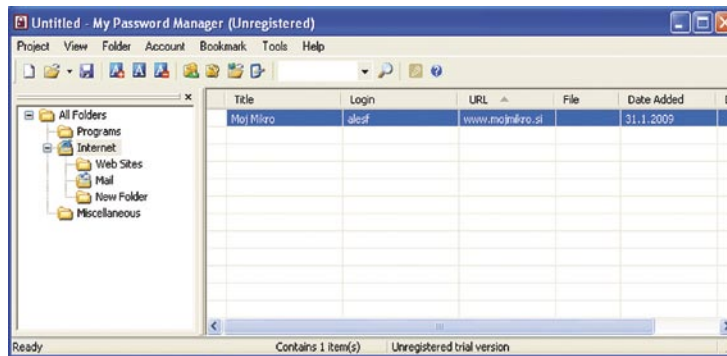 Untitled - My Password Manager (Unregistered)
Project View Folder Account Bookmark Tools Help
Title Login URL File Date Added
Moj Mikro alesf www.mojmikro.si 31.1.2009
All Folders
Programs
Internet
Web Sites
Mail
New Folder
Miscellaneous
Ready Contains 1 item(s) Unregistered trial version